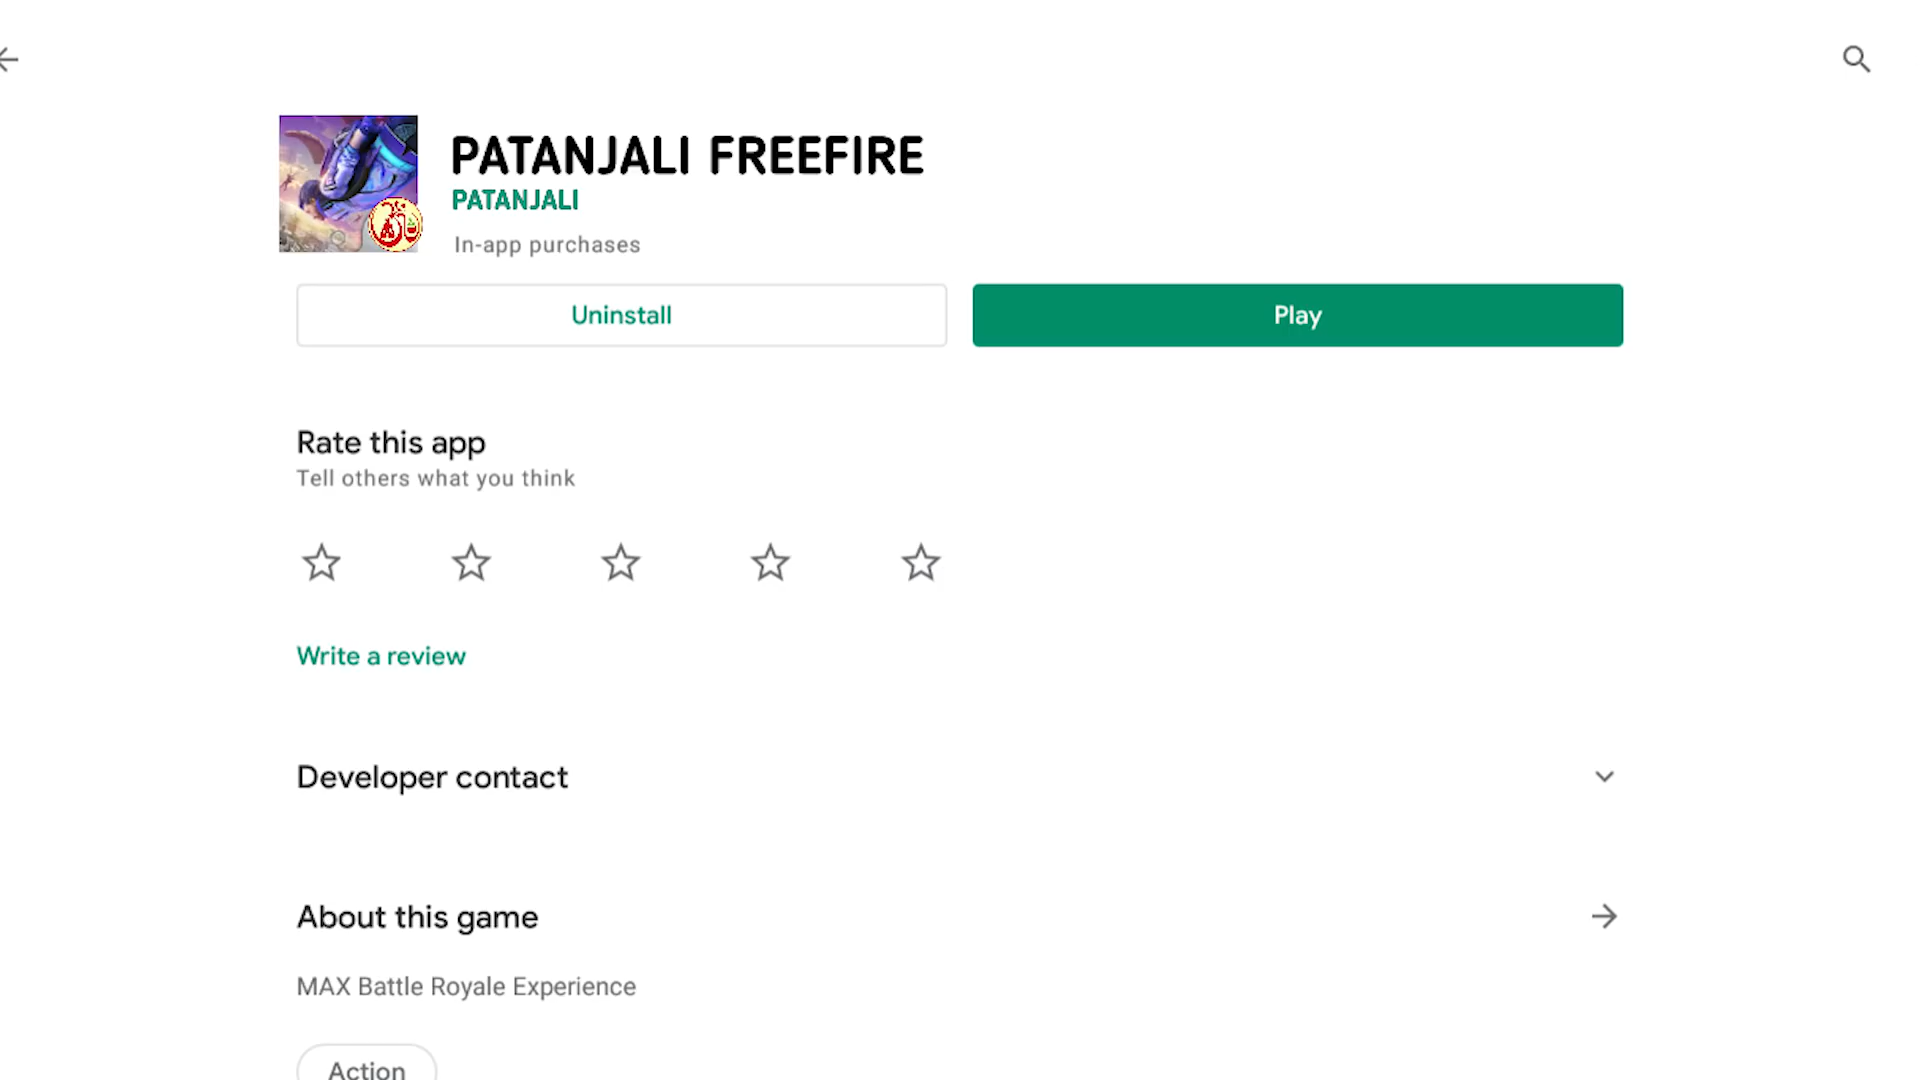 PATANJALI FREEFIRE
PATANJALI
In-app purchases
Uninstall
Play
Rate this app
Tell others what you think
Write a review
Developer contact
About this game
MAX Battle Royale Experience
Action